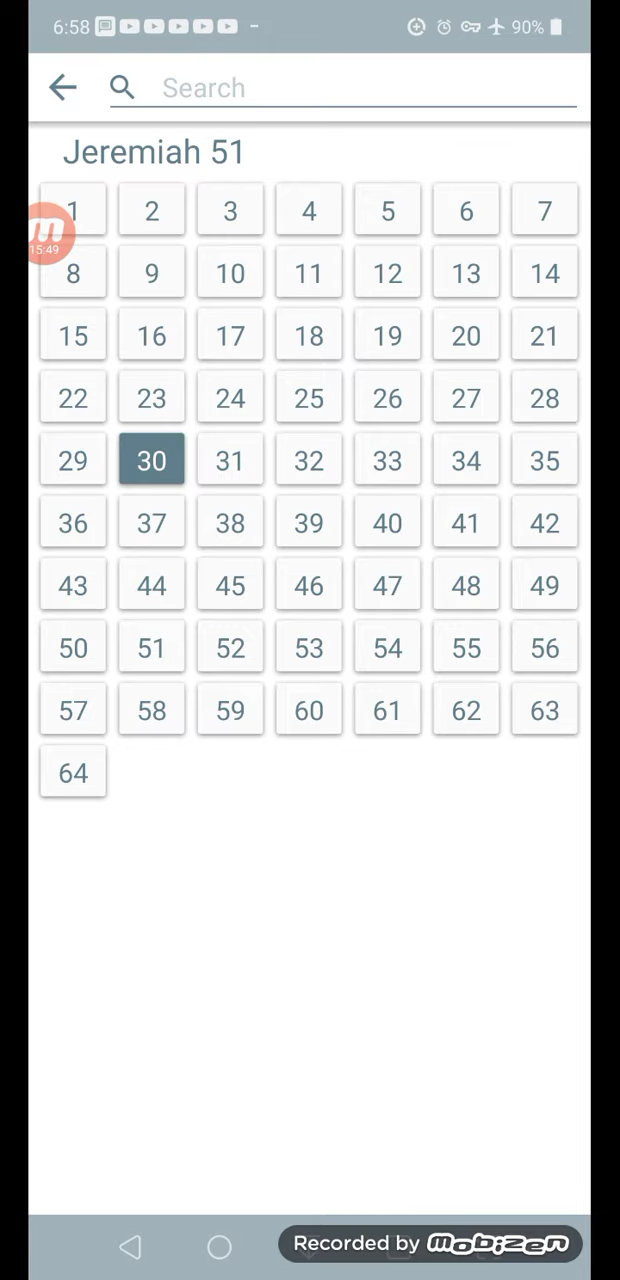 6:58 90%
Search
Jeremiah 51
1 2 3 4 5 6 7
15:49
8 9 10 11 12 13 14
15 16 17 18 19 20 21
22 23 24 25 26 27 28
29 30 31 32 33 34 35
36 37 38 39 40 41 42
43 44 45 46 47 48 49
50 51 52 53 54 55 56
57 58 59 60 61 62 63
64
Recorded by mobizen